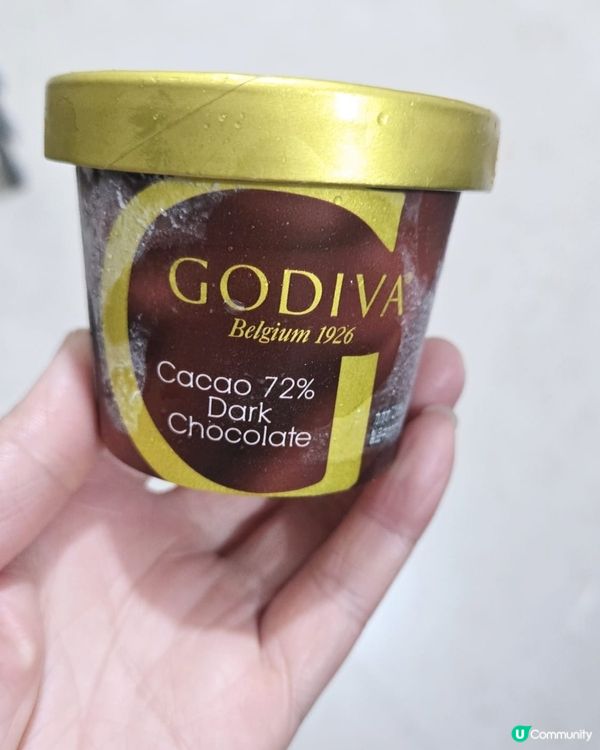 GODIVA
Belgium 1926
Cacao 72%
Dark
Chocolate
U Community